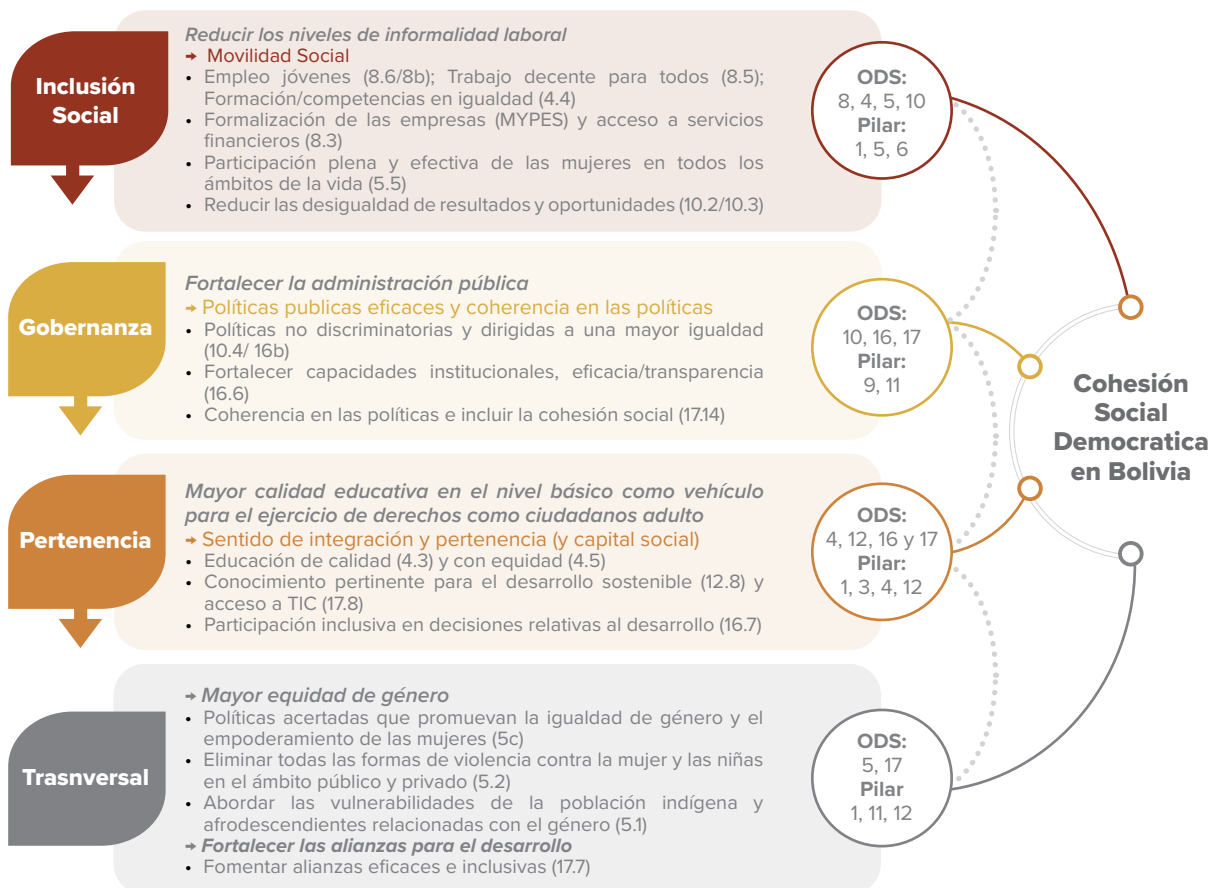 Inclusión
Social
Reducir los niveles de informalidad laboral
→ Movilidad Social
• Empleo jóvenes (8.6/8b); Trabajo decente para todos (8.5);
Formación/competencias en igualdad (4.4)
• Formalización de las empresas (MYPES) y acceso a servicios
financieros (8.3)
• Participación plena y efectiva de las mujeres en todos los
ámbitos de la vida (5.5)
• Reducir las desigualdad de resultados y oportunidades (10.2/10.3)
ODS:
8, 4, 5, 10
Pilar:
1, 5, 6
Gobernanza
Fortalecer la administración pública
→ Políticas publicas eficaces y coherencia en las políticas
• Políticas no discriminatorias y dirigidas a una mayor igualdad
(10.4/ 16b)
• Fortalecer capacidades institucionales, eficacia/transparencia
(16.6)
• Coherencia en las políticas e incluir la cohesión social (17.14)
ODS:
10, 16, 17
Pilar:
9, 11
Pertenencia
Mayor calidad educativa en el nivel básico como vehículo
para el ejercicio de derechos como ciudadanos adulto
→ Sentido de integración y pertenencia (y capital social)
• Educación de calidad (4.3) y con equidad (4.5)
• Conocimiento pertinente para el desarrollo sostenible (12.8) y
acceso a TIC (17.8)
• Participación inclusiva en decisiones relativas al desarrollo (16.7)
ODS:
4, 12, 16 y 17
Pilar:
1, 3, 4, 12
Trasnversal
→ Mayor equidad de género
• Políticas acertadas que promuevan la igualdad de género y el
empoderamiento de las mujeres (5c)
• Eliminar todas las formas de violencia contra la mujer y las niñas
en el ámbito público y privado (5.2)
• Abordar las vulnerabilidades de la población indígena y
afrodescendientes relacionadas con el género (5.1)
→ Fortalecer las alianzas para el desarrollo
• Fomentar alianzas eficaces e inclusivas (17.7)
ODS:
5, 17
Pilar
1, 11, 12
Cohesión
Social
Democratica
en Bolivia